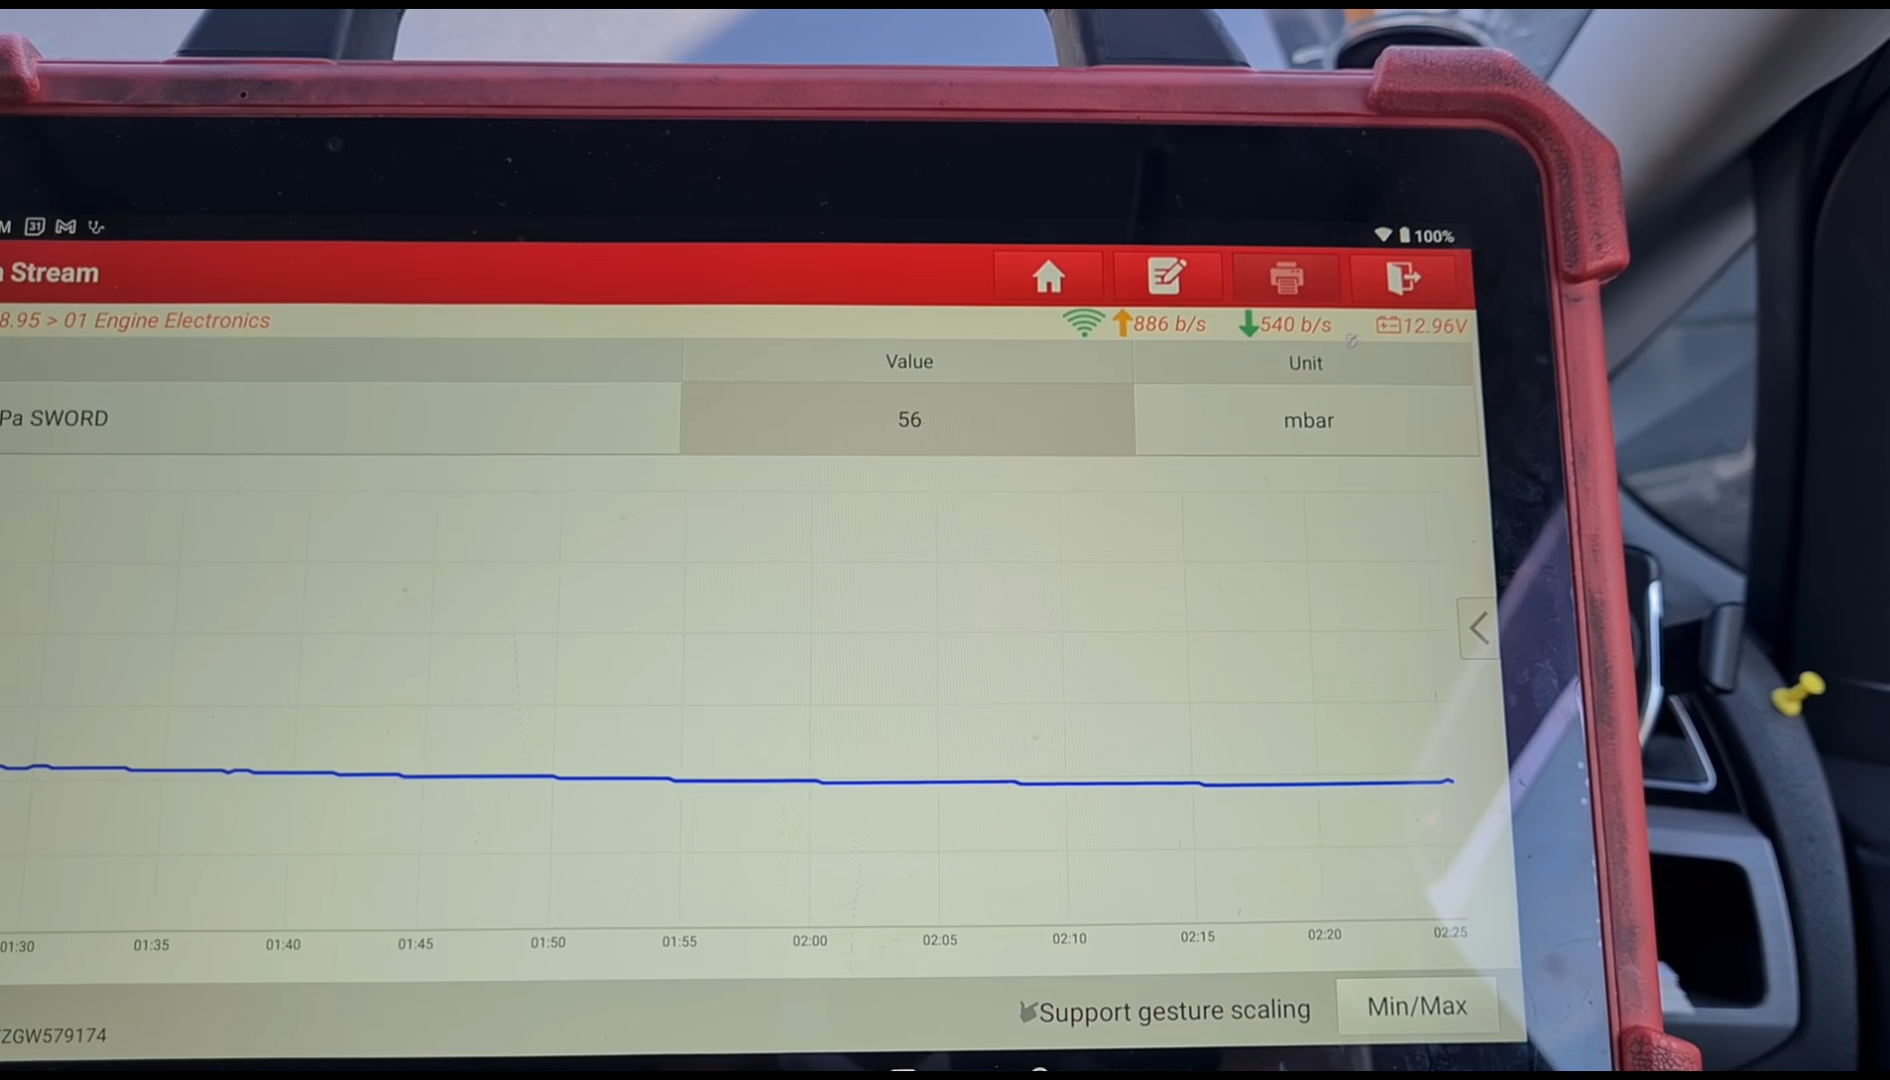 M 31 100%
Stream
8.95 > 01 Engine Electronics 886 b/s 540 b/s 12.96V
Value Unit
Pa SWORD 56 mbar
01:30 01:35 01:40 01:45 01:50 01:55 02:00 02:05 02:10 02:15 02:20 02:25
Support gesture scaling Min/Max
ZGW579174